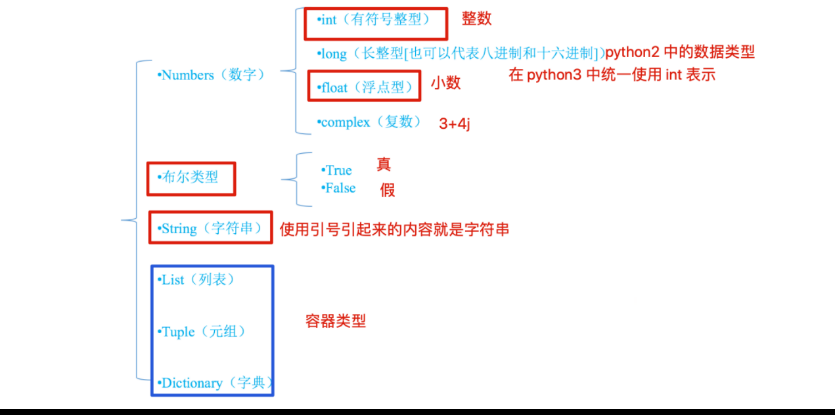 •int（有符号整型） 整数
•long（长整型[也可以代表八进制和十六进制]）python2 中的数据类型
•Numbers（数字） 在 python3 中统一使用 int 表示
•float（浮点型） 小数
•complex（复数） 3+4j
•布尔类型
•True 真
•False 假
•String（字符串） 使用引号引起来的内容就是字符串
•List（列表）
•Tuple（元组） 容器类型
•Dictionary（字典）